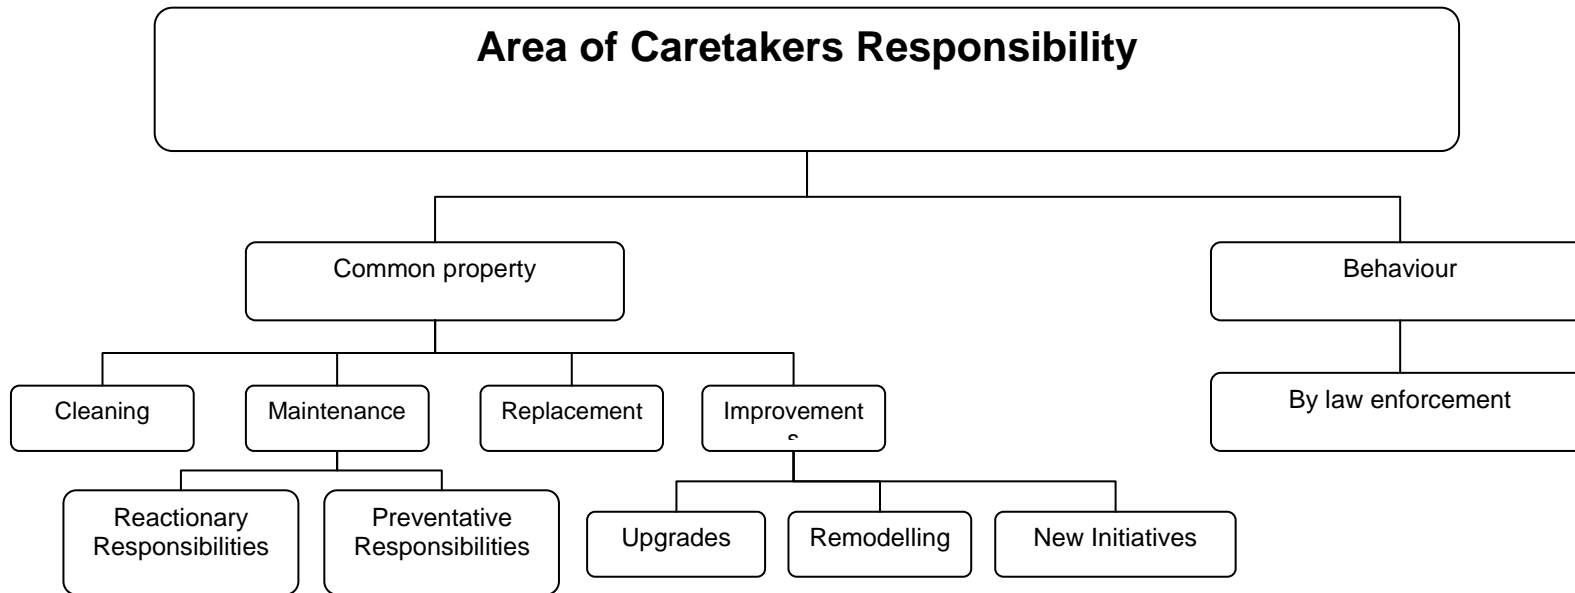 Area of Caretakers Responsibility
Common property
Behaviour
Cleaning
Maintenance
Replacement
Improvement
s
By law enforcement
Reactionary
Responsibilities
Preventative
Responsibilities
Upgrades
Remodelling
New Initiatives